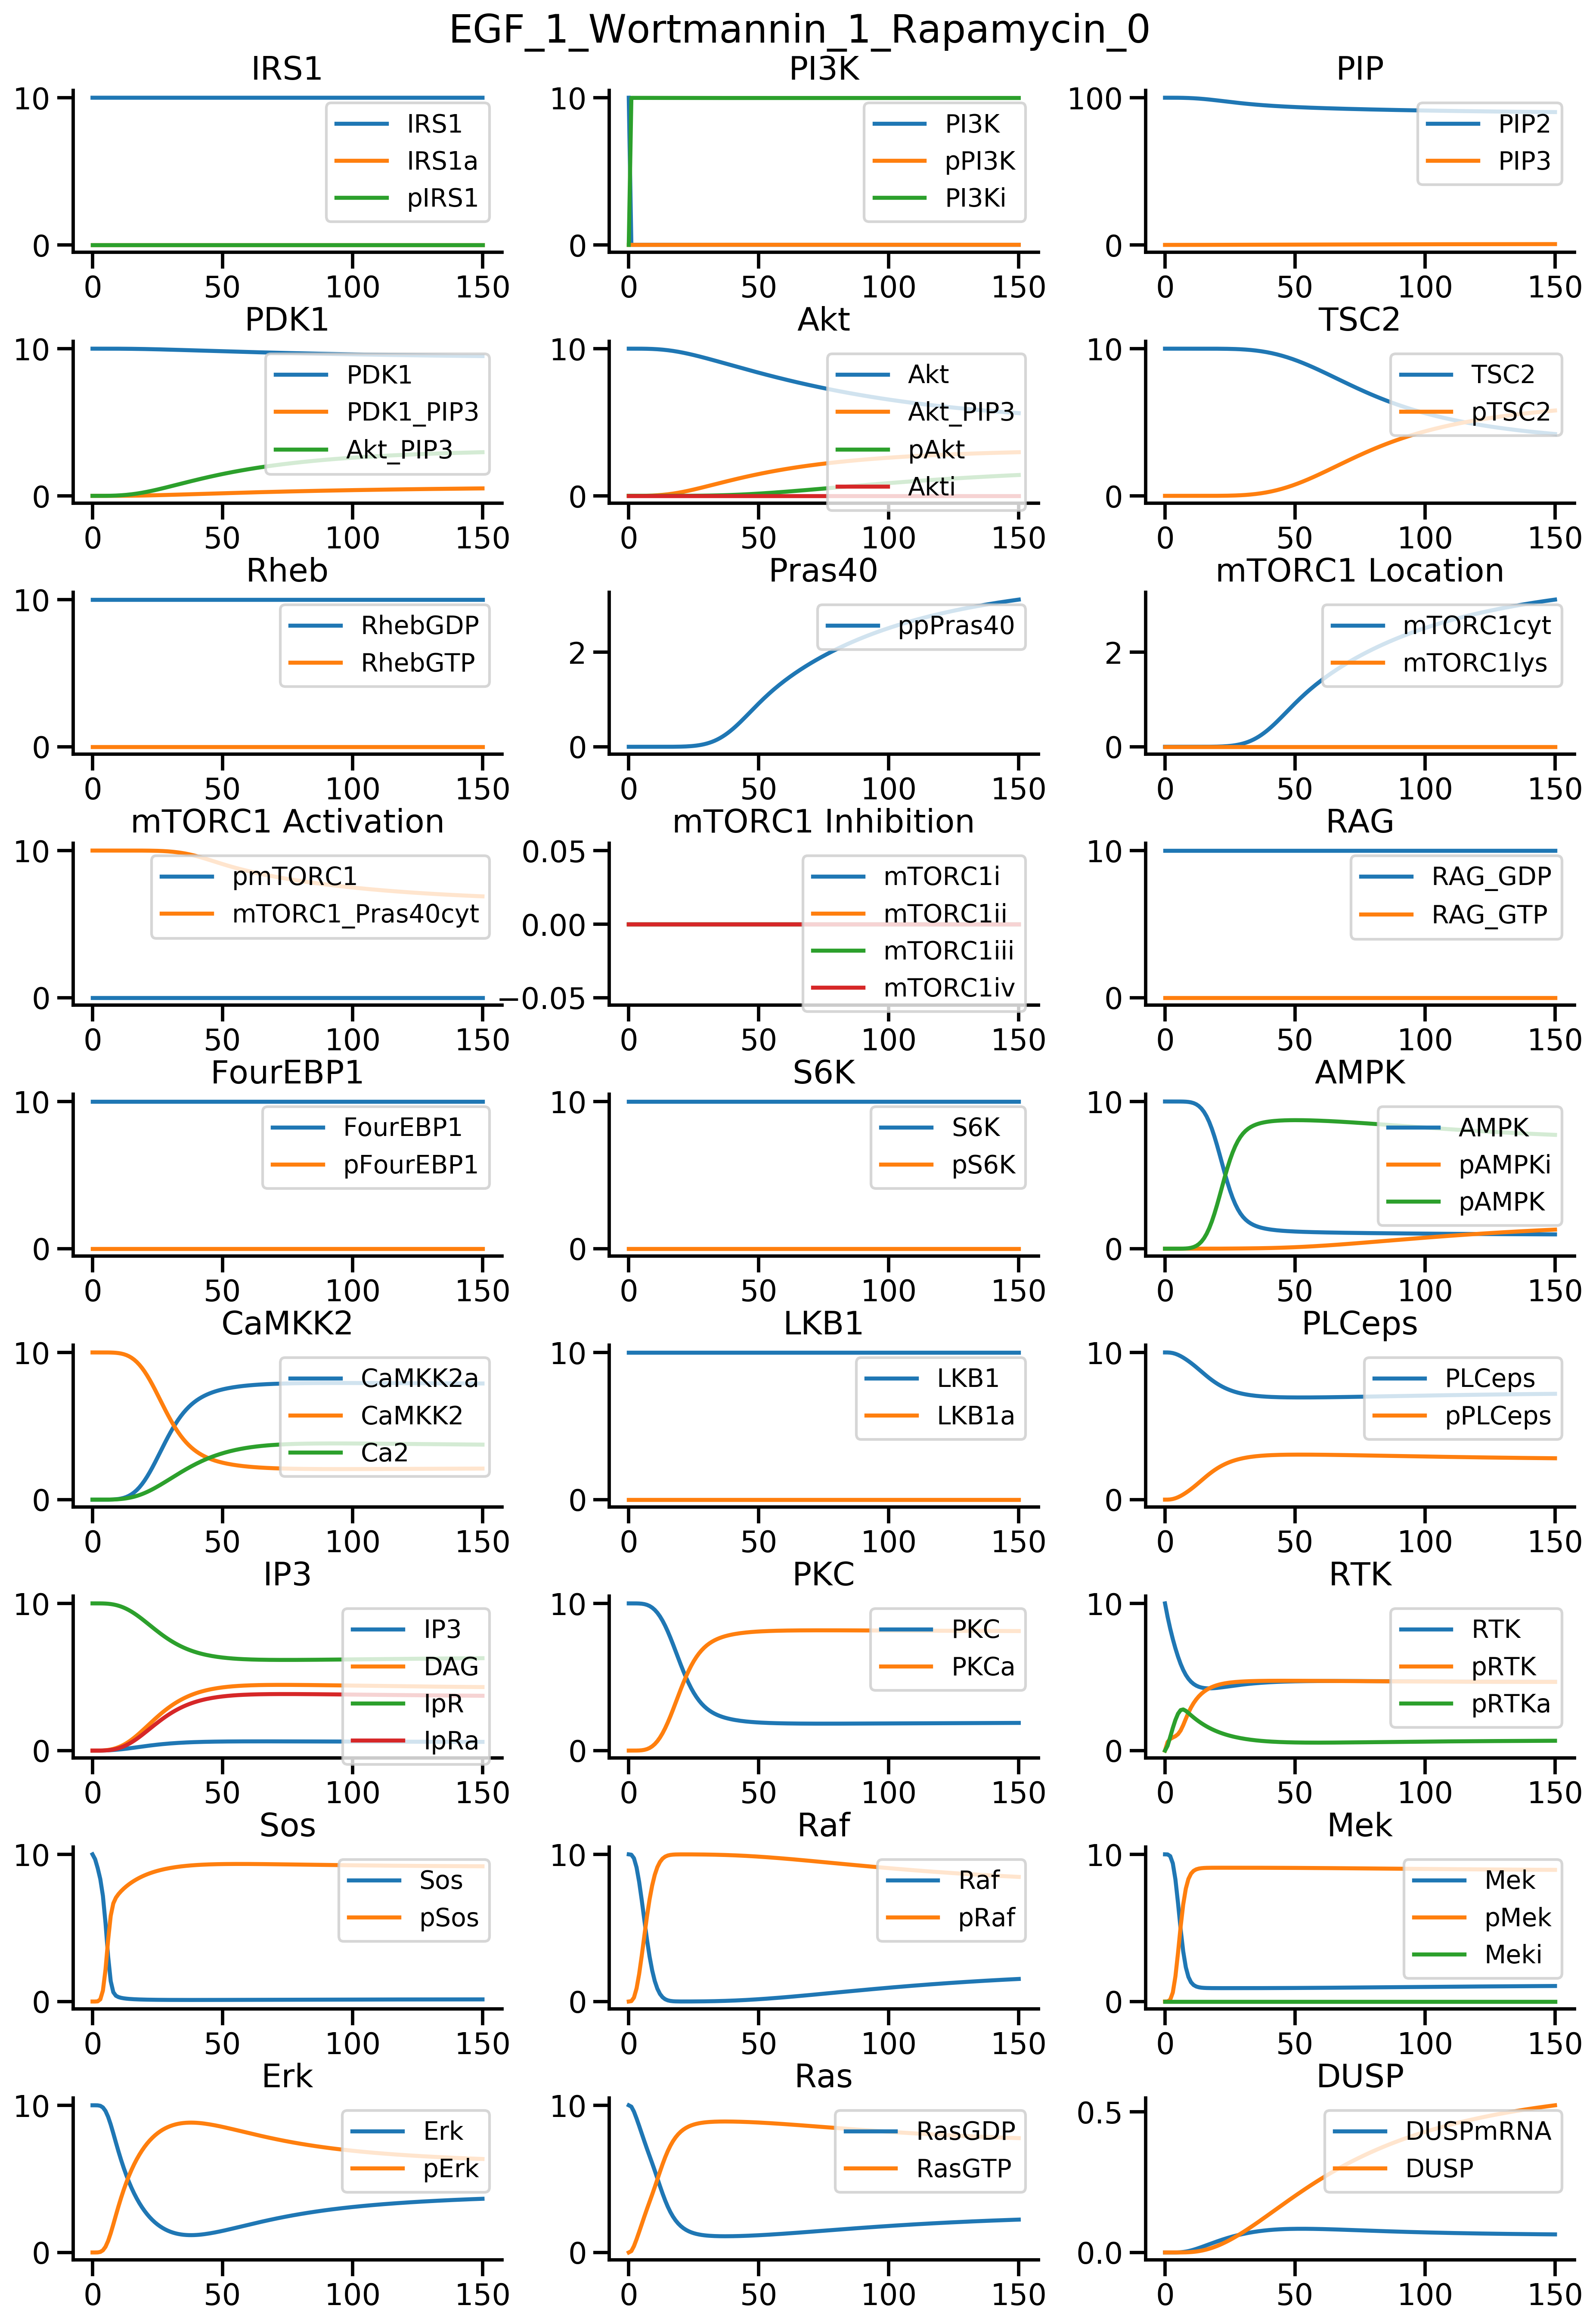 EGF_1_Wortmannin_1_Rapamycin_0
IRS1
10
0
0 50 100 150
IRS1
IRS1a
pIRS1
PI3K
10
0
0 50 100 150
PI3K
pPI3K
PI3Ki
PIP
100
0
0 50 100 150
PIP2
PIP3
PDK1
10
0
0 50 100 150
PDK1
PDK1_PIP3
Akt_PIP3
Akt
10
0
0 50 100 150
Akt
Akt_PIP3
pAkt
Akti
TSC2
10
0
0 50 100 150
TSC2
pTSC2
Rheb
10
0
0 50 100 150
RhebGDP
RhebGTP
Pras40
2
0
0 50 100 150
ppPras40
mTORC1 Location
2
0
0 50 100 150
mTORC1cyt
mTORC1lys
mTORC1 Activation
10
0
0 50 100 150
pmTORC1
mTORC1_Pras40cyt
mTORC1 Inhibition
0.05
0.00
−0.05
0 50 100 150
mTORC1i
mTORC1ii
mTORC1iii
mTORC1iv
RAG
10
0
0 50 100 150
RAG_GDP
RAG_GTP
FourEBP1
10
0
0 50 100 150
FourEBP1
pFourEBP1
S6K
10
0
0 50 100 150
S6K
pS6K
AMPK
10
0
0 50 100 150
AMPK
pAMPKi
pAMPK
CaMKK2
10
0
0 50 100 150
CaMKK2a
CaMKK2
Ca2
LKB1
10
0
0 50 100 150
LKB1
LKB1a
PLCeps
10
0
0 50 100 150
PLCeps
pPLCeps
IP3
10
0
0 50 100 150
IP3
DAG
IpR
IpRa
PKC
10
0
0 50 100 150
PKC
PKCa
RTK
10
0
0 50 100 150
RTK
pRTK
pRTKa
Sos
10
0
0 50 100 150
Sos
pSos
Raf
10
0
0 50 100 150
Raf
pRaf
Mek
10
0
0 50 100 150
Mek
pMek
Meki
Erk
10
0
0 50 100 150
Erk
pErk
Ras
10
0
0 50 100 150
RasGDP
RasGTP
DUSP
0.5
0.0
0 50 100 150
DUSPmRNA
DUSP